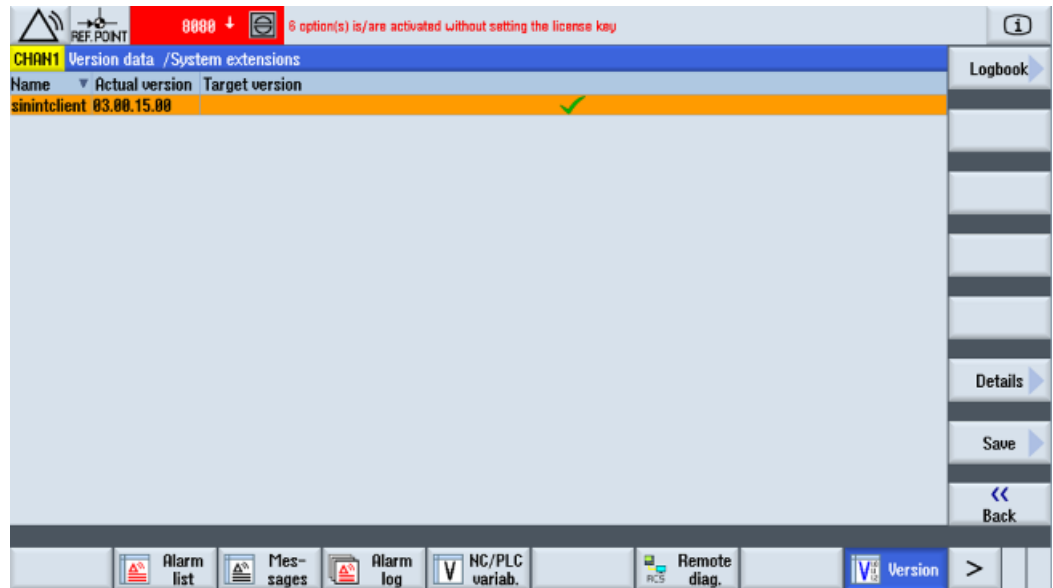 REF.POINT
8080
6 option(s) is/are activated without setting the license key
CHAN1 Version data /System extensions
Name Actual version Target version
sinintclient 03.00.15.00
Logbook
Details
Save
<<
Back
Alarm
list
Mes-
sages
Alarm
log
V
NC/PLC
variab.
RCS
Remote
diag.
Version
>